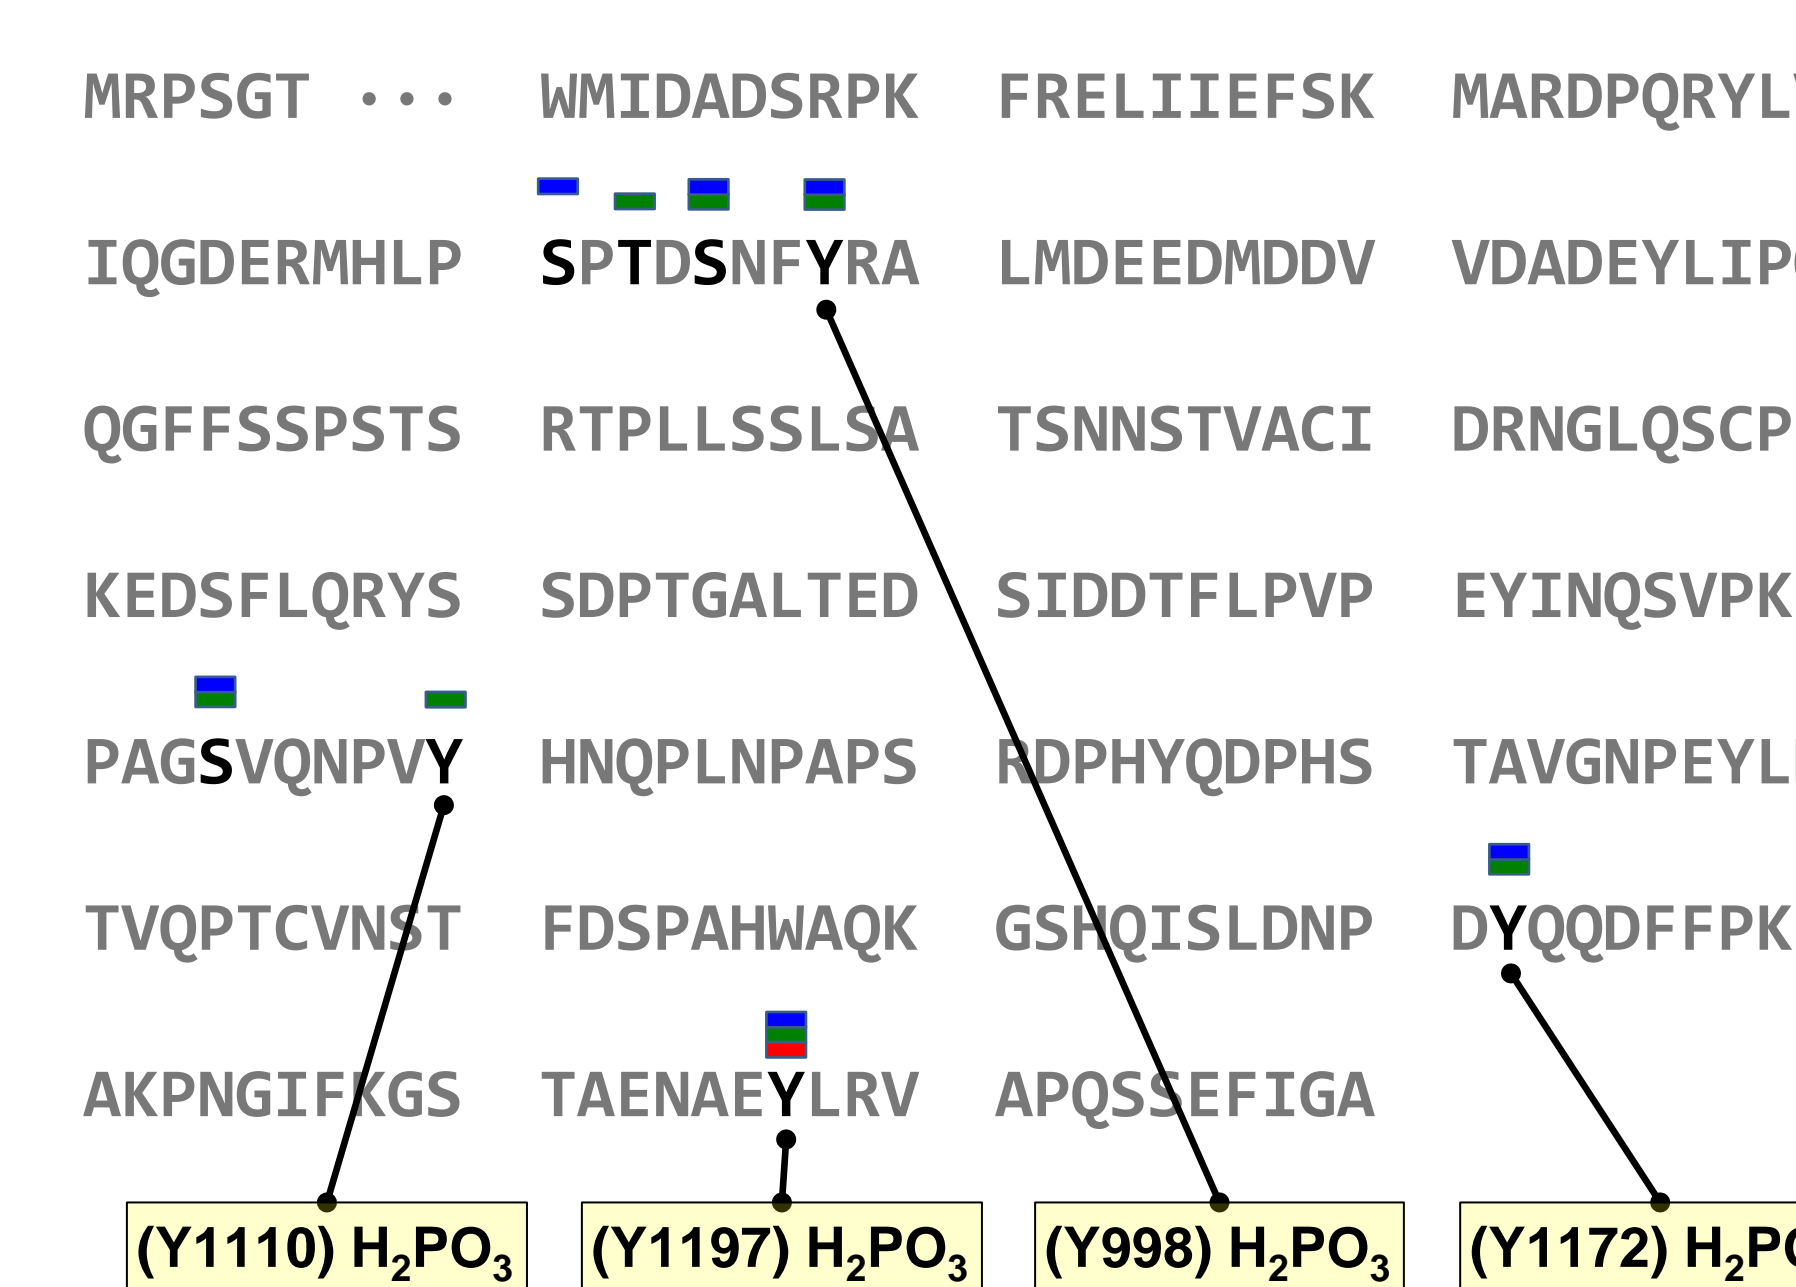 MRPSGT ··· WMIDADSRPK FRELIIEFSK MARDPQRYL
IQGDERMHLP SPTDSNFYRA LMDEEDMDDV VDADEYLIP
QGFFSSPSTS RTPLLSSLSA TSNNSTVACI DRNGLQSCP
KEDSFLQRYS SDPTGALTED SIDDTFLPVP EYINQSVPK
PAGSVQNPVY HNQPLNPAPS RDPHYQDPHS TAVGNPEYL
TVQPTCVNST FDSPAHWAQK GSHQISLDNP DYQQDFFPK
AKPNGIFKGS TAENAEYLRV APQSSEFIGA
(Y1110) H₂PO₃ (Y1197) H₂PO₃ (Y998) H₂PO₃ (Y1172) H₂P